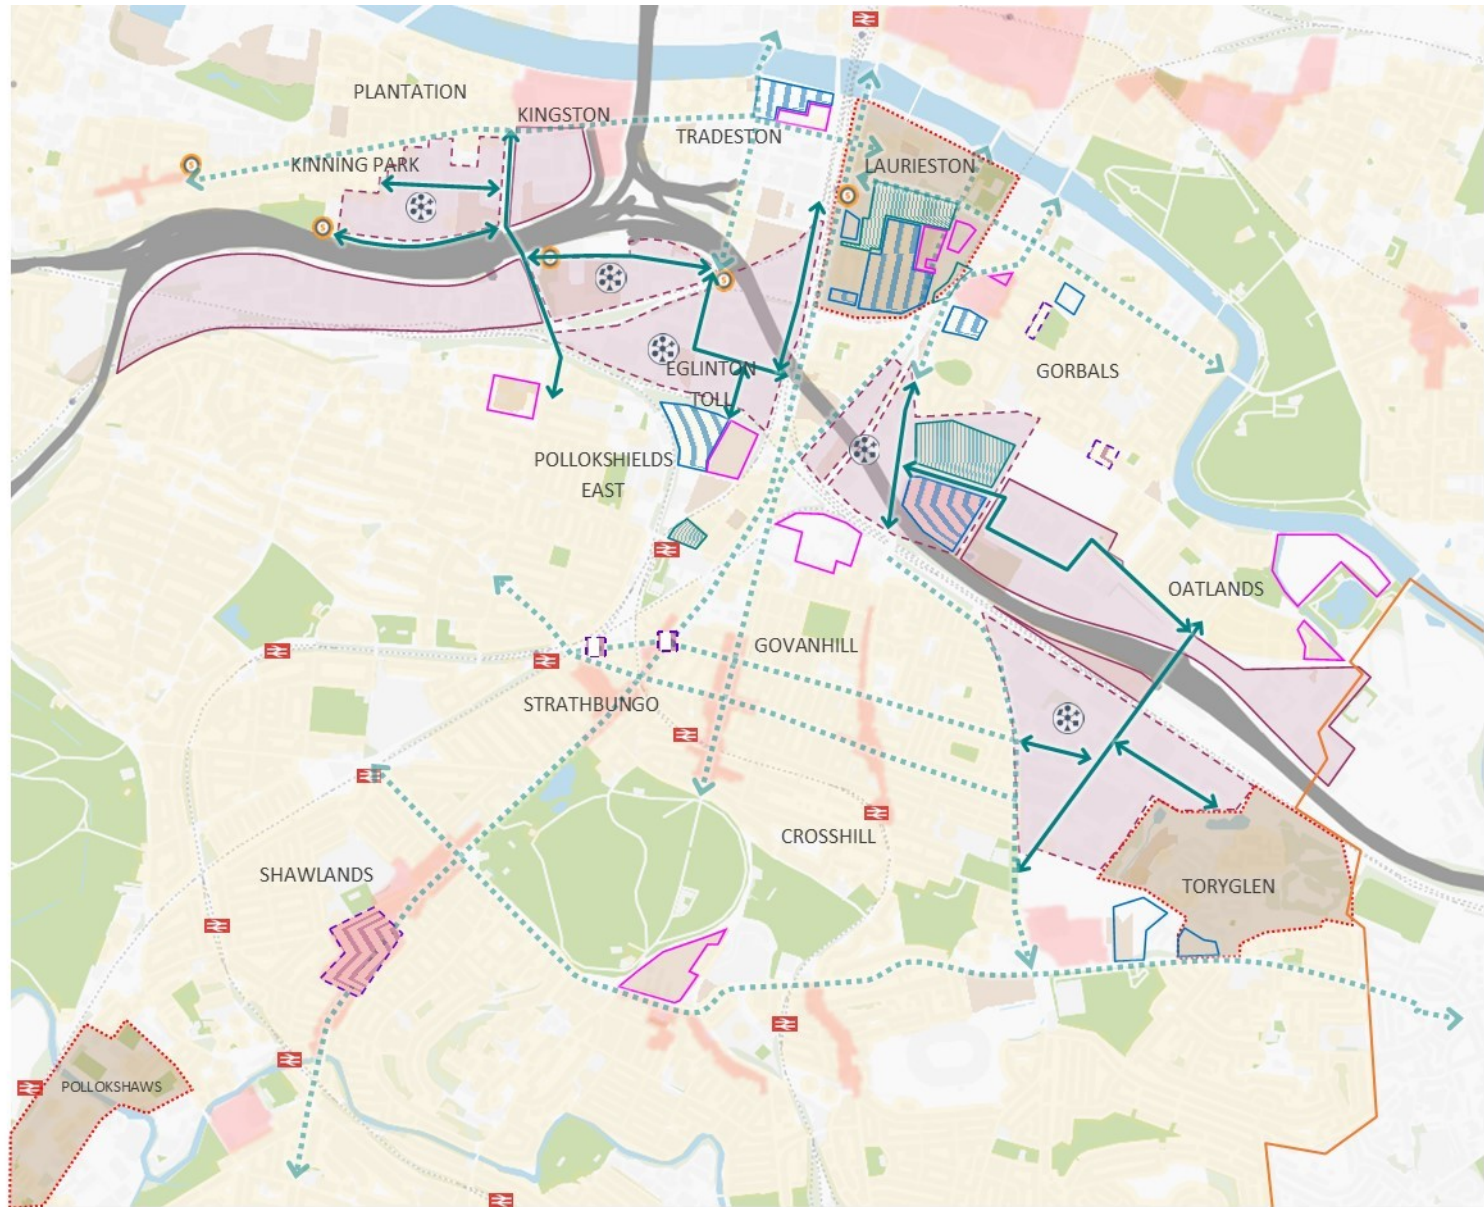 PLANTATION
KINGSTON
TRADESTON
KINNING PARK
LAURIESTON
EGLINTON
TOLL
GORBALS
POLLOKSHIELDS
EAST
OATLANDS
GOVANHILL
STRATHBUNGO
CROSSHILL
SHAWLANDS
TORYGLEN
POLLOKSHAWS